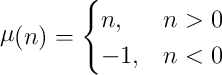 μ(n) = { n, n > 0
−1, n < 0